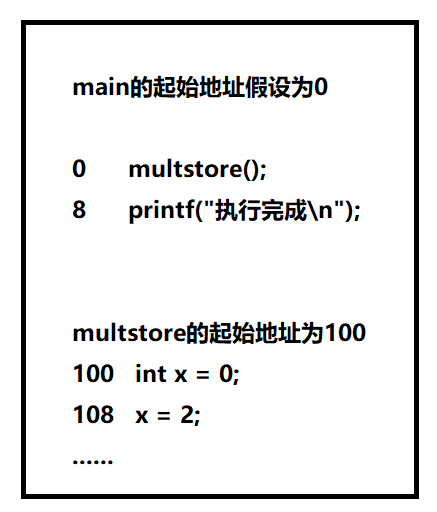 main的起始地址假设为0
0 multstore();
8 printf("执行完成\n");
multstore的起始地址为100
100 int x = 0;
108 x = 2;
......